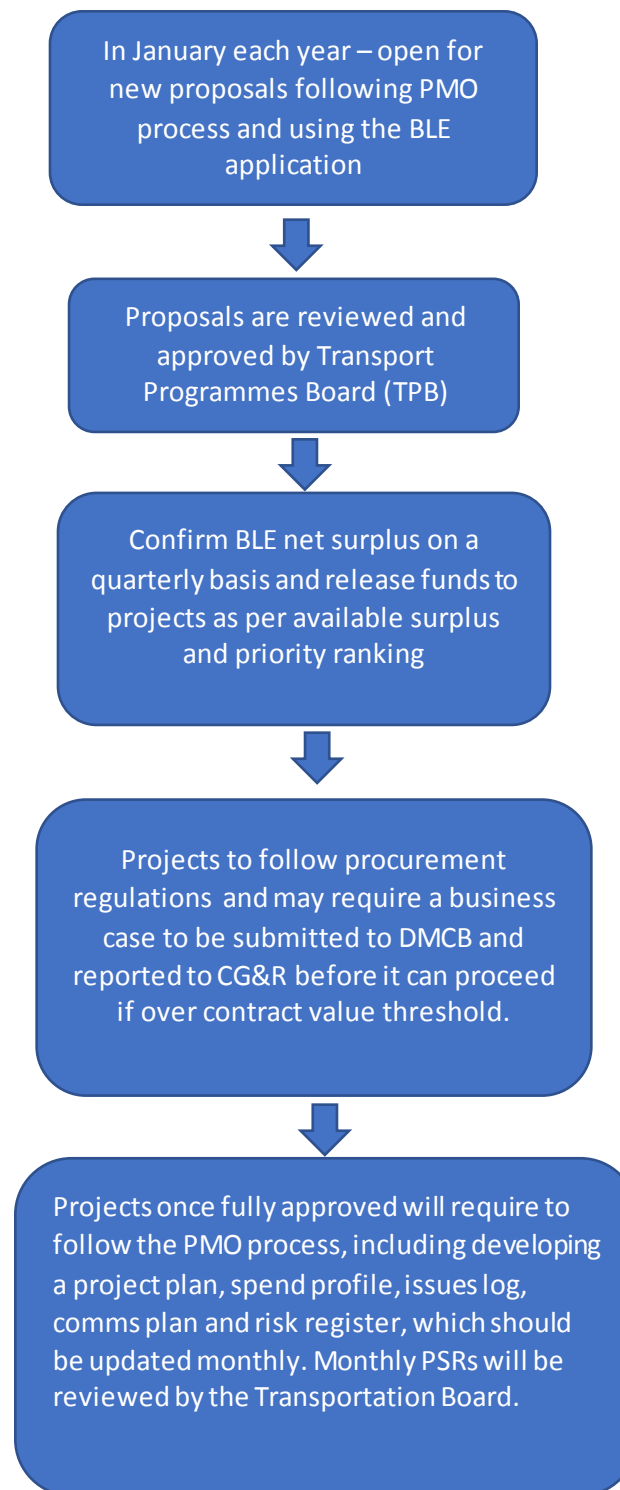 In January each year – open for
new proposals following PMO
process and using the BLE
application
Proposals are reviewed and
approved by Transport
Programmes Board (TPB)
Confirm BLE net surplus on a
quarterly basis and release funds to
projects as per available surplus
and priority ranking
Projects to follow procurement
regulations and may require a business
case to be submitted to DMCB and
reported to CG&R before it can proceed
if over contract value threshold.
Projects once fully approved will require to
follow the PMO process, including developing
a project plan, spend profile, issues log,
comms plan and risk register, which should
be updated monthly. Monthly PSRs will be
reviewed by the Transportation Board.